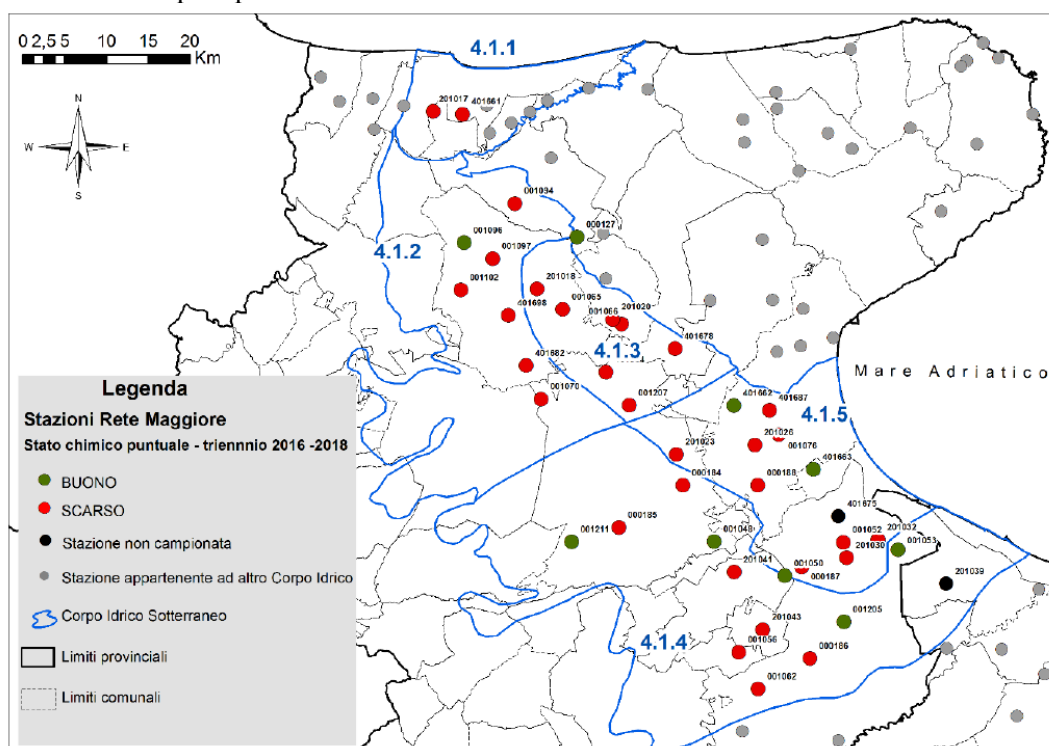 0 2,5 5 10 15 20
Km
N
W E
S
4.1.1
201017 401661
001094
001096
000127
4.1.2
001097
001102
201018
401698
001065
001066 201020
401678
4.1.3
401682
001070
001207
Mare Adriatico
401662
401687
4.1.5
201026
001076
201023
401663
000184
000188
401675
000185
001211
001052 201032
201030
001053
001048
201041
001050
000187
201039
001205
201043
4.1.4
001056
000186
001062
Legenda
Stazioni Rete Maggiore
Stato chimico puntuale - triennnio 2016 -2018
BUONO
SCARSO
Stazione non campionata
Stazione appartenente ad altro Corpo Idrico
Corpo Idrico Sotterraneo
Limiti provinciali
Limiti comunali